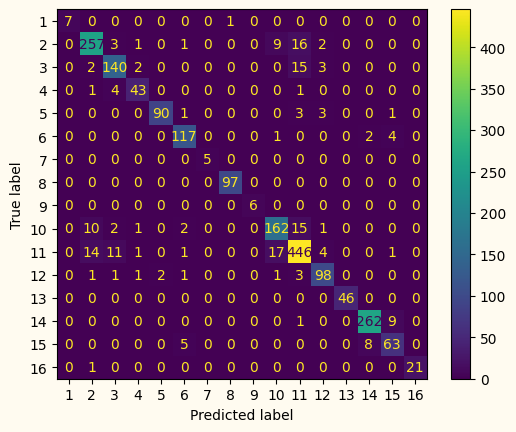 1 7 0 0 0 0 0 0 1 0 0 0 0 0 0 0 0
2 0 257 3 1 0 1 0 0 0 9 16 2 0 0 0 0
3 0 2 140 2 0 0 0 0 0 0 15 3 0 0 0 0
4 0 1 4 43 0 0 0 0 0 0 1 0 0 0 0 0
5 0 0 0 0 90 1 0 0 0 0 3 3 0 0 1 0
6 0 0 0 0 0 117 0 0 0 1 0 0 0 2 4 0
7 0 0 0 0 0 0 5 0 0 0 0 0 0 0 0 0
8 0 0 0 0 0 0 0 97 0 0 0 0 0 0 0 0
9 0 0 0 0 0 0 0 0 6 0 0 0 0 0 0 0
10 0 10 2 1 0 2 0 0 0 162 15 1 0 0 0 0
11 0 14 11 1 0 1 0 0 0 17 446 4 0 0 1 0
12 0 1 1 1 2 1 0 0 0 1 3 98 0 0 0 0
13 0 0 0 0 0 0 0 0 0 0 0 0 46 0 0 0
14 0 0 0 0 0 0 0 0 0 0 1 0 0 262 9 0
15 0 0 0 0 0 5 0 0 0 0 0 0 0 8 63 0
16 0 1 0 0 0 0 0 0 0 0 0 0 0 0 0 21
1 2 3 4 5 6 7 8 9 10 11 12 13 14 15 16
Predicted label
True label
400
350
300
250
200
150
100
50
0